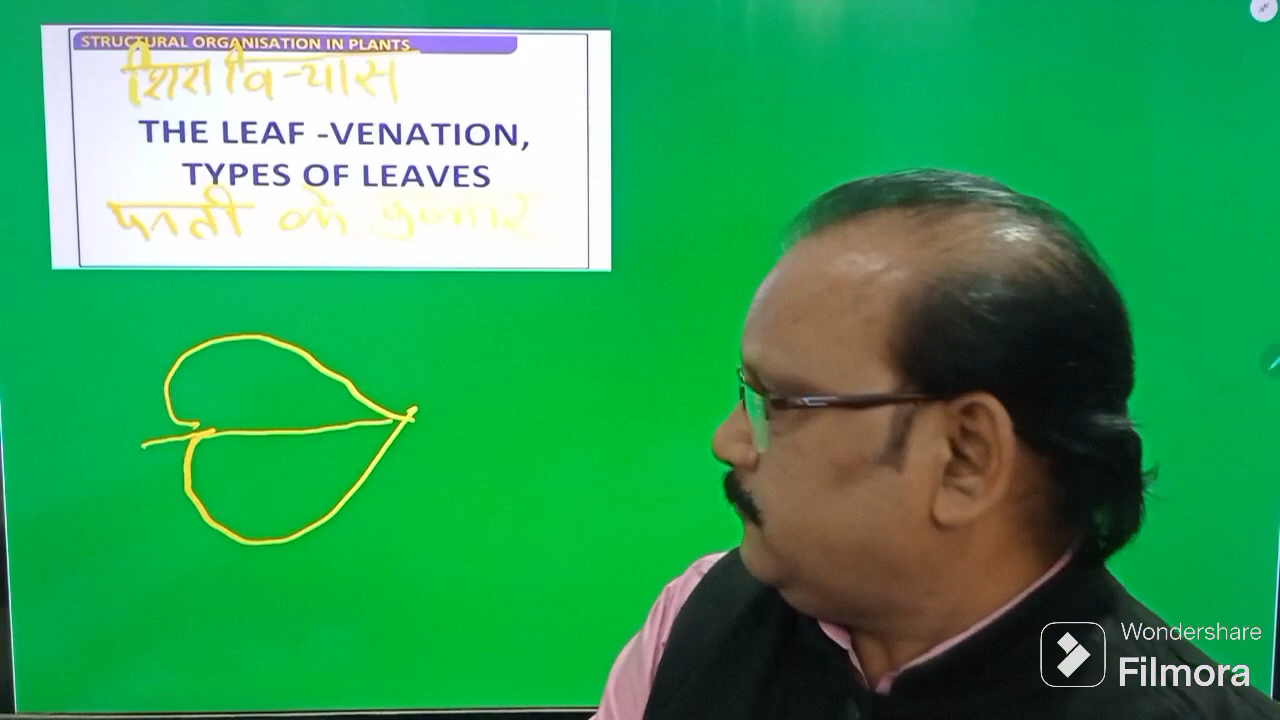 STRUCTURAL ORGANISATION IN PLANTS
शिरा विन्यास
THE LEAF -VENATION,
TYPES OF LEAVES
पत्ती के प्रकार
Wondershare
Filmora